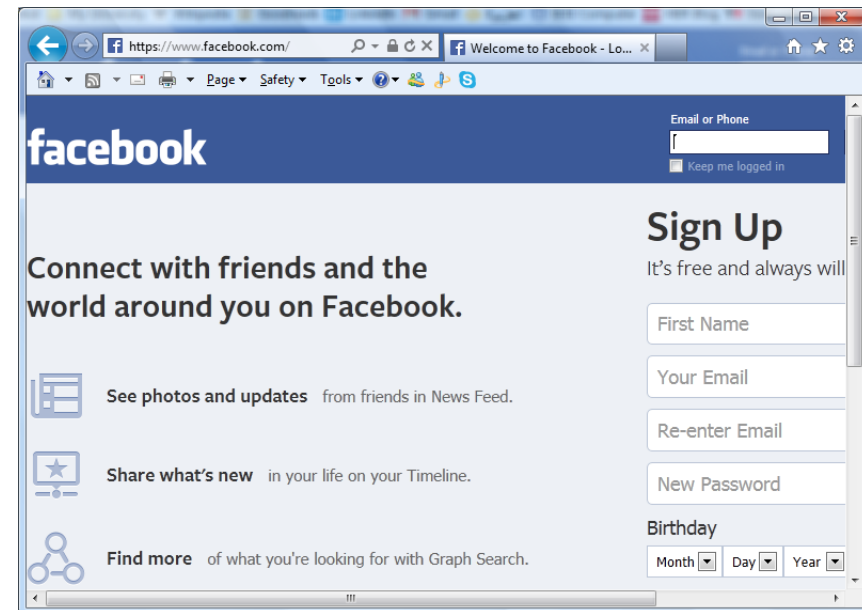 https://www.facebook.com/
Welcome to Facebook - Lo...
Page Safety Tools
facebook
Email or Phone
Keep me logged in
Connect with friends and the
world around you on Facebook.
See photos and updates from friends in News Feed.
Share what's new in your life on your Timeline.
Find more of what you're looking for with Graph Search.
Sign Up
It's free and always will
First Name
Your Email
Re-enter Email
New Password
Birthday
Month Day Year